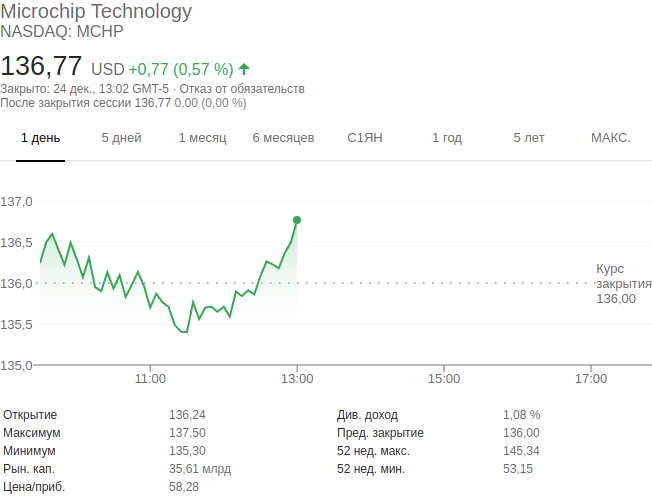 Microchip Technology
NASDAQ: MCHP
136,77 USD +0,77 (0,57 %)
Закрыто: 24 дек., 13:02 GMT-5 · Отказ от обязательств
После закрытия сессии 136,77 0,00 (0,00 %)
1 день 5 дней 1 месяц 6 месяцев С1ЯН 1 год 5 лет МАКС.
137,0
136,5
Курс
136,0 закрытия
136,00
135,5
135,0
11:00 13:00 15:00 17:00
Открытие 136,24 Див. доход 1,08 %
Максимум 137,50 Пред. закрытие 136,00
Минимум 135,30 52 нед. макс. 145,34
Рын. кап. 35,61 млрд 52 нед. мин. 53,15
Цена/приб. 58,28